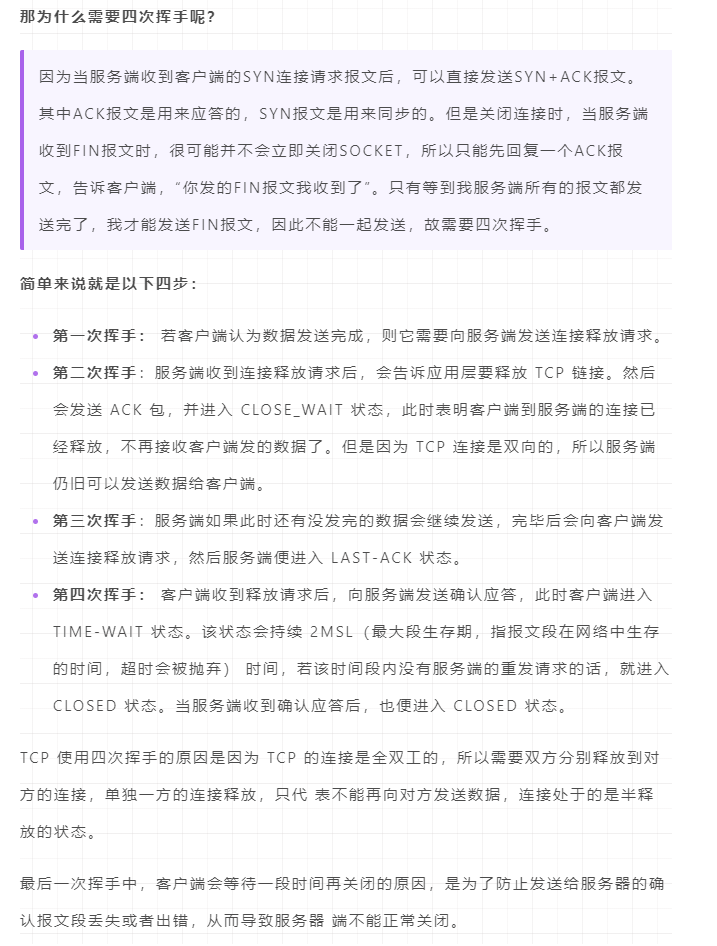 那为什么需要四次挥手呢？
因为当服务端收到客户端的SYN连接请求报文后，可以直接发送SYN+ACK报文。
其中ACK报文是用来应答的，SYN报文是用来同步的。但是关闭连接时，当服务端
收到FIN报文时，很可能并不会立即关闭SOCKET，所以只能先回复一个ACK报
文，告诉客户端，“你发的FIN报文我收到了”。只有等到我服务端所有的报文都发
送完了，我才能发送FIN报文，因此不能一起发送，故需要四次挥手。
简单来说就是以下四步：
第一次挥手： 若客户端认为数据发送完成，则它需要向服务端发送连接释放请求。
第二次挥手：服务端收到连接释放请求后，会告诉应用层要释放 TCP 链接。然后
会发送 ACK 包，并进入 CLOSE_WAIT 状态，此时表明客户端到服务端的连接已
经释放，不再接收客户端发的数据了。但是因为 TCP 连接是双向的，所以服务端
仍旧可以发送数据给客户端。
第三次挥手：服务端如果此时还有没发完的数据会继续发送，完毕后会向客户端发
送连接释放请求，然后服务端便进入 LAST-ACK 状态。
第四次挥手： 客户端收到释放请求后，向服务端发送确认应答，此时客户端进入
TIME-WAIT 状态。该状态会持续 2MSL（最大段生存期，指报文段在网络中生存
的时间，超时会被抛弃） 时间，若该时间段内没有服务端的重发请求的话，就进入
CLOSED 状态。当服务端收到确认应答后，也便进入 CLOSED 状态。
TCP 使用四次挥手的原因是因为 TCP 的连接是全双工的，所以需要双方分别释放到对
方的连接，单独一方的连接释放，只代 表不能再向对方发送数据，连接处于的是半释
放的状态。
最后一次挥手中，客户端会等待一段时间再关闭的原因，是为了防止发送给服务器的确
认报文段丢失或者出错，从而导致服务器 端不能正常关闭。